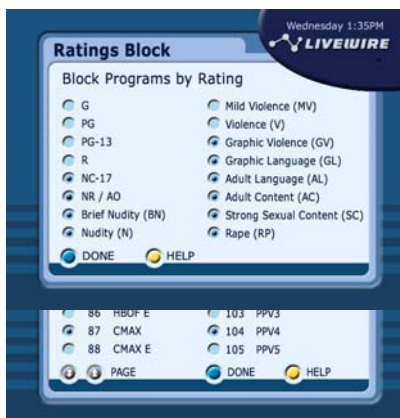 Wednesday 1:35PM
LIVEWIRE
Ratings Block
Block Programs by Rating
G
PG
PG-13
R
NC-17
NR / AO
Brief Nudity (BN)
Nudity (N)
Mild Violence (MV)
Violence (V)
Graphic Violence (GV)
Graphic Language (GL)
Adult Language (AL)
Adult Content (AC)
Strong Sexual Content (SC)
Rape (RP)
DONE HELP
86 HBOF E 103 PPV3
87 CMAX 104 PPV4
88 CMAX E 105 PPV5
PAGE DONE HELP